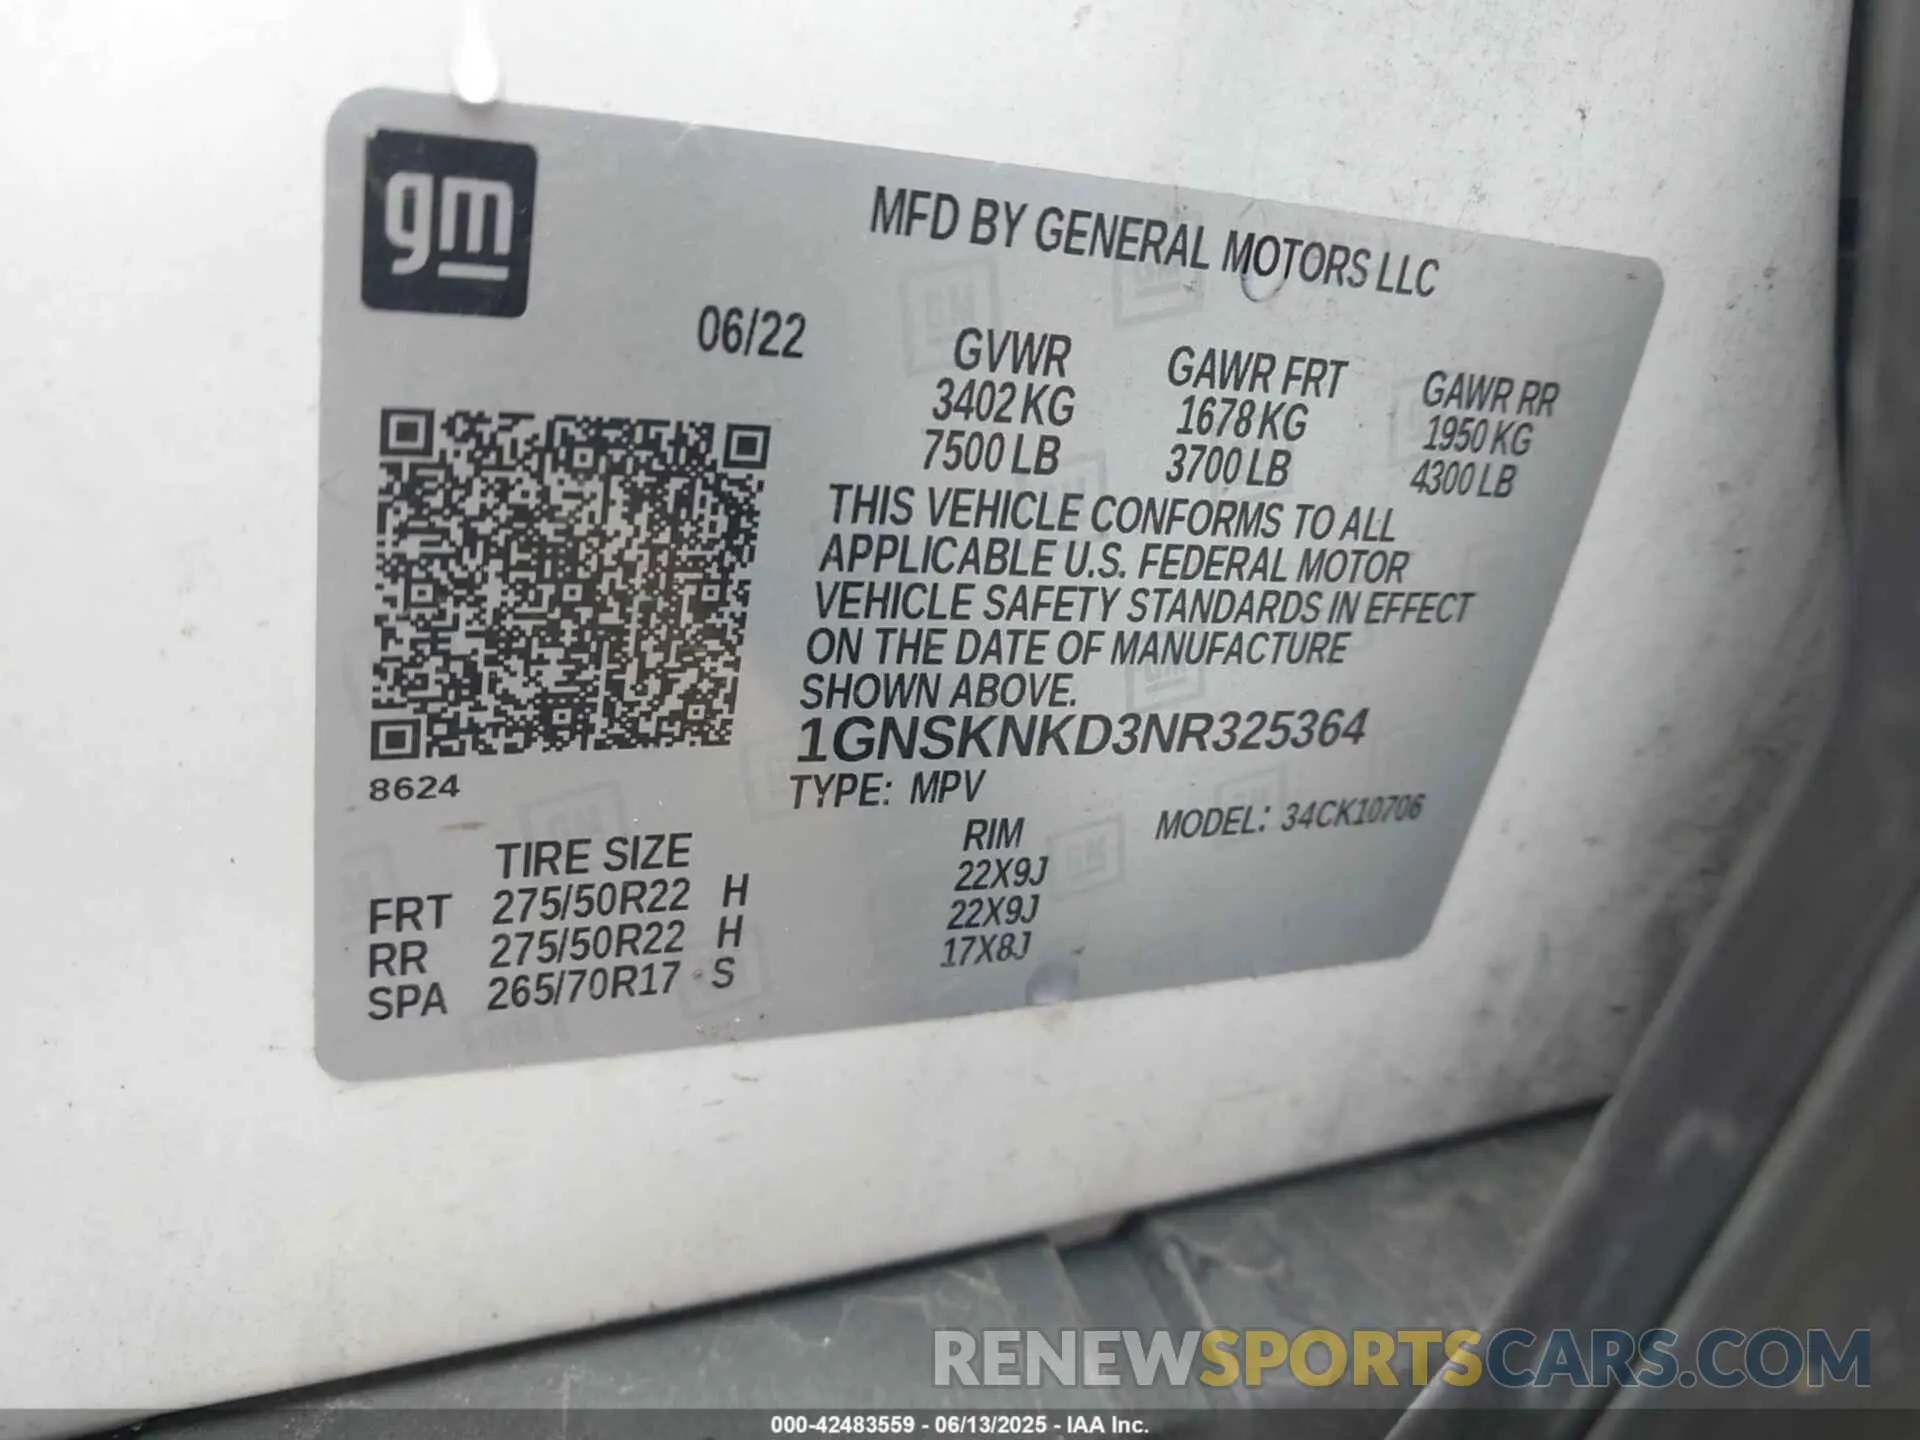 gm
MFD BY GENERAL MOTORS LLC
06/22
GVWR GAWR FRT GAWR RR
3402 KG 1678 KG 1950 KG
7500 LB 3700 LB 4300 LB
THIS VEHICLE CONFORMS TO ALL
APPLICABLE U.S. FEDERAL MOTOR
VEHICLE SAFETY STANDARDS IN EFFECT
ON THE DATE OF MANUFACTURE
SHOWN ABOVE.
1GNSKNKD3NR325364
8624
TYPE: MPV MODEL: 34CK10706
TIRE SIZE RIM
FRT 275/50R22 H 22X9J
RR 275/50R22 H 22X9J
SPA 265/70R17 S 17X8J
RENEWSPORTSCARS.COM
000-42483559 - 06/13/2025 - IAA Inc.